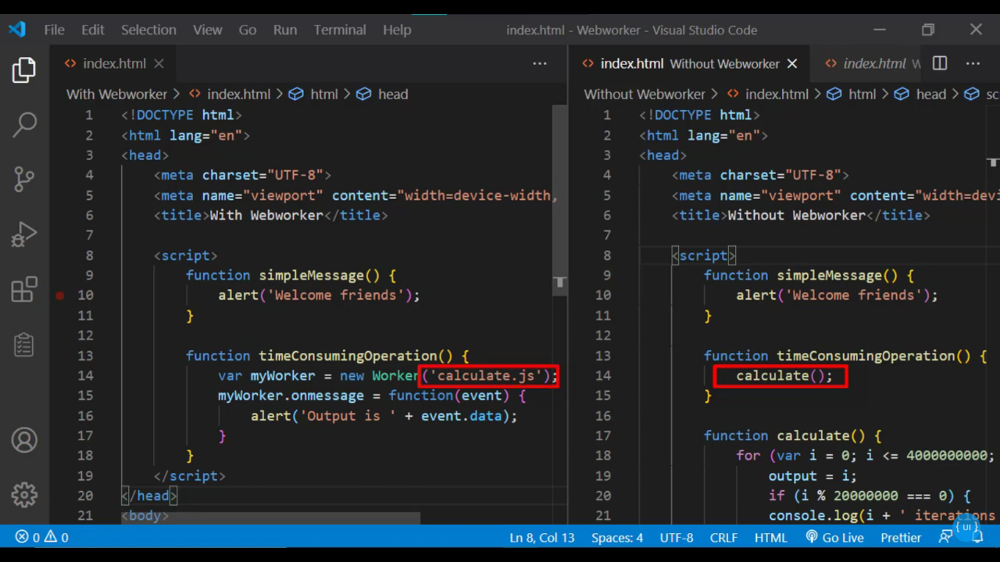 File Edit Selection View Go Run Terminal Help
index.html - Webworker - Visual Studio Code
index.html
With Webworker > index.html > html > head
1 <!DOCTYPE html>
2 <html lang="en">
3 <head>
4 <meta charset="UTF-8">
5 <meta name="viewport" content="width=device-width,
6 <title>With Webworker</title>
7
8 <script>
9 function simpleMessage() {
10 alert('Welcome friends');
11 }
12
13 function timeConsumingOperation() {
14 var myWorker = new Worker('calculate.js');
15 myWorker.onmessage = function(event) {
16 alert('Output is ' + event.data);
17 }
18 }
19 </script>
20 </head>
21 <body>
index.html Without Webworker
index.html W
Without Webworker > index.html > html > head > sc
1 <!DOCTYPE html>
2 <html lang="en">
3 <head>
4 <meta charset="UTF-8">
5 <meta name="viewport" content="width=devi
6 <title>Without Webworker</title>
7
8 <script>
9 function simpleMessage() {
10 alert('Welcome friends');
11 }
12
13 function timeConsumingOperation() {
14 calculate();
15 }
16
17 function calculate() {
18 for (var i = 0; i <= 4000000000;
19 output = i;
20 if (i % 20000000 === 0) {
21 console.log(i + ' iterations
0 0
Ln 8, Col 13 Spaces: 4 UTF-8 CRLF HTML Go Live Prettier
{ UI }